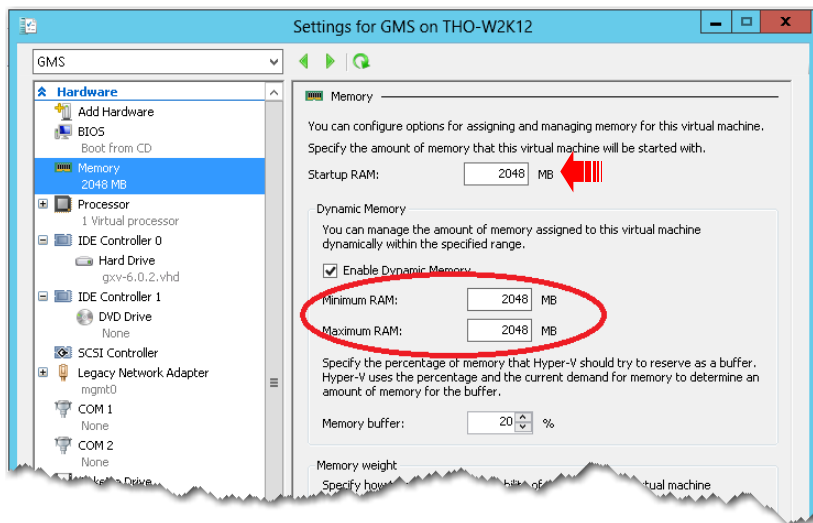 Settings for GMS on THO-W2K12
GMS
Hardware
Add Hardware
BIOS
Boot from CD
Memory
2048 MB
Processor
1 Virtual processor
IDE Controller 0
Hard Drive
gxv-6.0.2.vhd
IDE Controller 1
DVD Drive
None
SCSI Controller
Legacy Network Adapter
mgmt0
COM 1
None
COM 2
None
Drive
Memory
You can configure options for assigning and managing memory for this virtual machine.
Specify the amount of memory that this virtual machine will be started with.
Startup RAM: 2048 MB
Dynamic Memory
You can manage the amount of memory assigned to this virtual machine
dynamically within the specified range.
Enable Dynamic Memory
Minimum RAM: 2048 MB
Maximum RAM: 2048 MB
Specify the percentage of memory that Hyper-V should try to reserve as a buffer.
Hyper-V uses the percentage and the current demand for memory to determine an
amount of memory for the buffer.
Memory buffer: 20 %
Memory weight
Specify how of machine